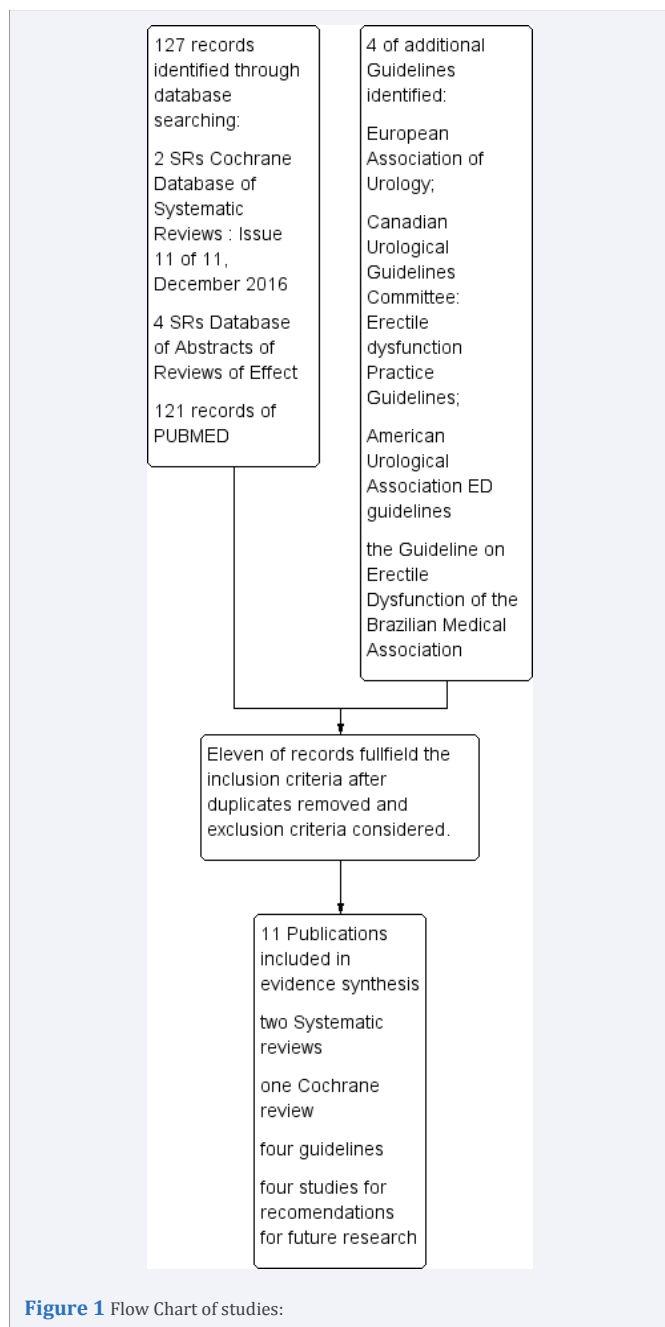 127 records
identified through
database
searching:
2 SRs Cochrane
Database of
Systematic
Reviews : Issue
11 of 11,
December 2016
4 SRs Database
of Abstracts of
Reviews of Effect
121 records of
PUBMED
4 of additional
Guidelines
identified:
European
Association of
Urology;
Canadian
Urological
Guidelines
Committee:
Erectile
dysfunction
Practice
Guidelines;
American
Urological
Association ED
guidelines
the Guideline on
Erectile
Dysfunction of the
Brazilian Medical
Association
Eleven of records fullfield the
inclusion criteria after
duplicates removed and
exclusion criteria considered.
11 Publications
included in
evidence synthesis
two Systematic
reviews
one Cochrane
review
four guidelines
four studies for
recomendations
for future research
Figure 1 Flow Chart of studies: